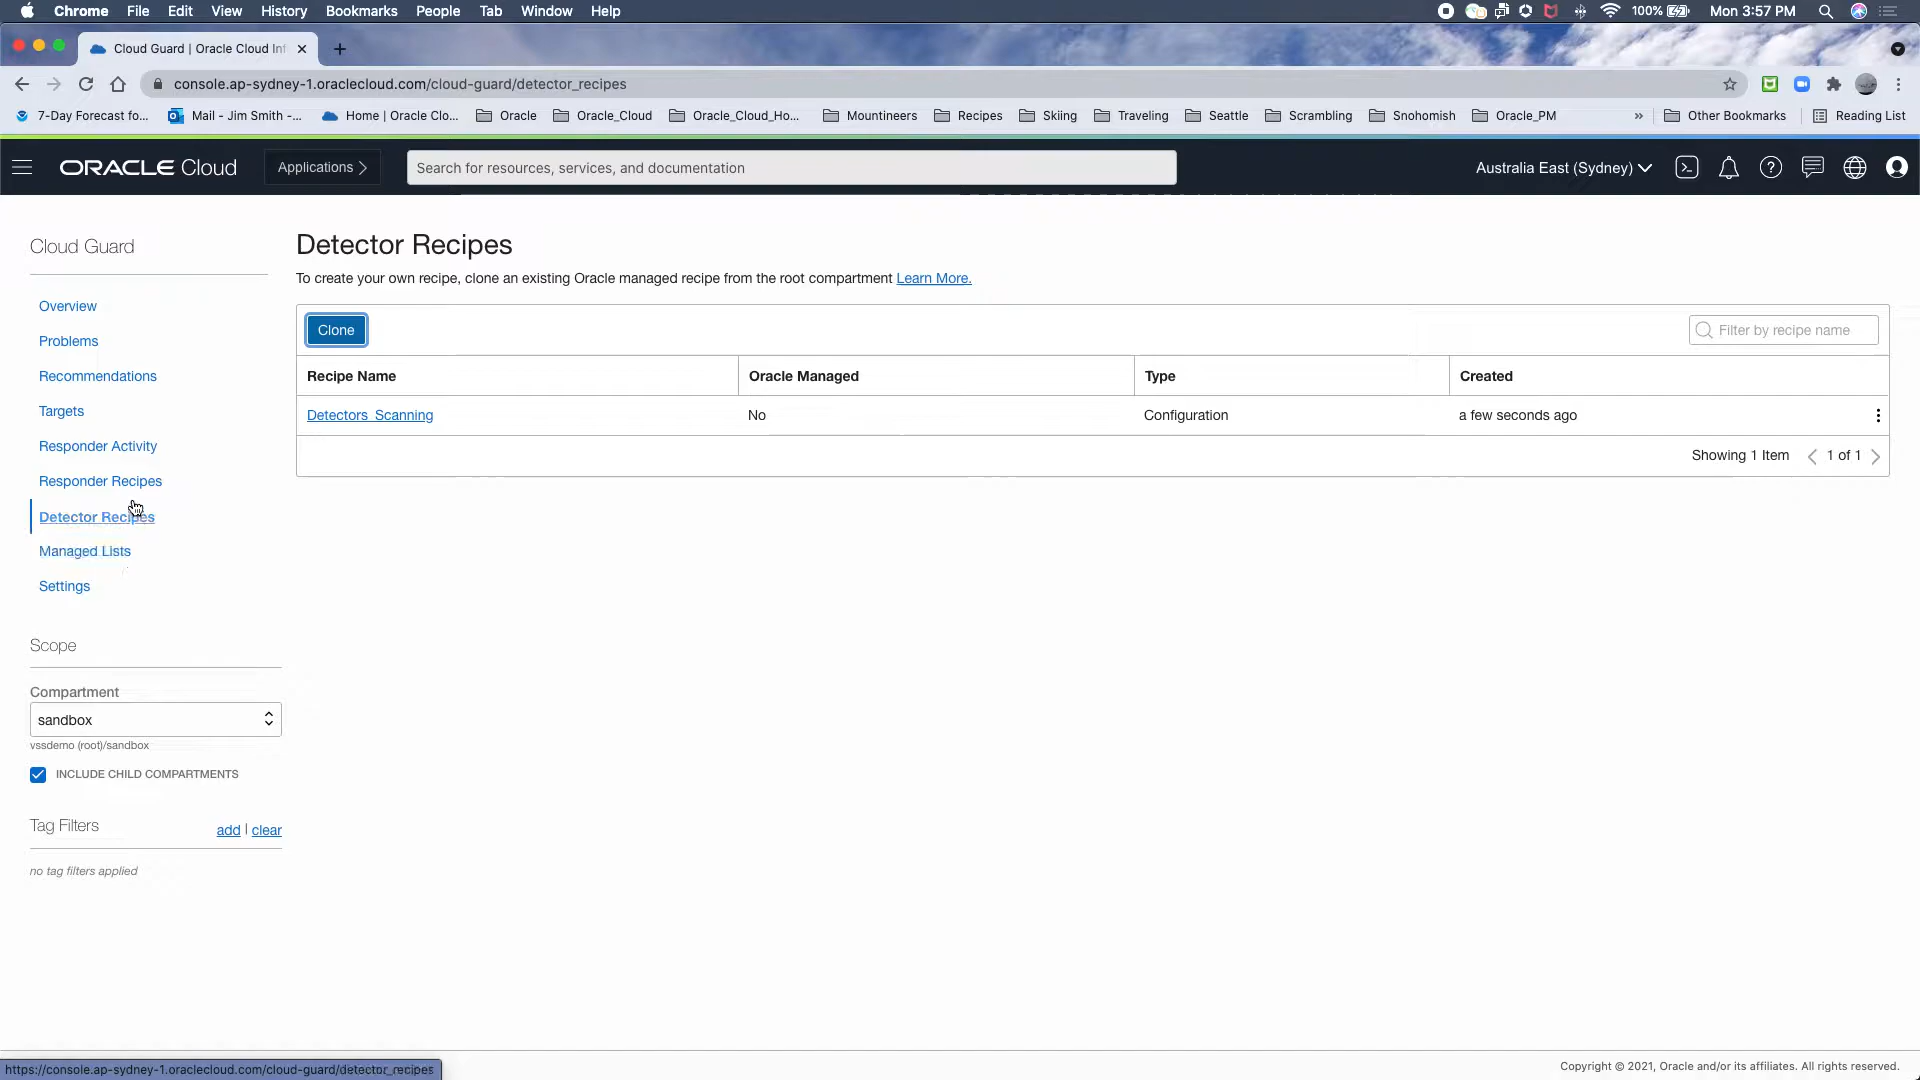 Chrome File Edit View History Bookmarks People Tab Window Help 100% Mon 3:57 PM
Cloud Guard | Oracle Cloud Inf
console.ap-sydney-1.oraclecloud.com/cloud-guard/detector_recipes
7-Day Forecast fo... Mail - Jim Smith -... Home | Oracle Clo... Oracle Oracle_Cloud Oracle_Cloud_Ho... Mountineers Recipes Skiing Traveling Seattle Scrambling Snohomish Oracle_PM » Other Bookmarks Reading List
ORACLE Cloud Applications Search for resources, services, and documentation Australia East (Sydney)
Cloud Guard
Overview
Problems
Recommendations
Targets
Responder Activity
Responder Recipes
Detector Recipes
Managed Lists
Settings
Scope
Compartment
sandbox
vssdemo (root)/sandbox
INCLUDE CHILD COMPARTMENTS
Tag Filters add | clear
no tag filters applied
Detector Recipes
To create your own recipe, clone an existing Oracle managed recipe from the root compartment Learn More.
Clone Filter by recipe name
Recipe Name Oracle Managed Type Created
Detectors_Scanning No Configuration a few seconds ago
Showing 1 Item 1 of 1
https://console.ap-sydney-1.oraclecloud.com/cloud-guard/detector_recipes
Copyright © 2021, Oracle and/or its affiliates. All rights reserved.